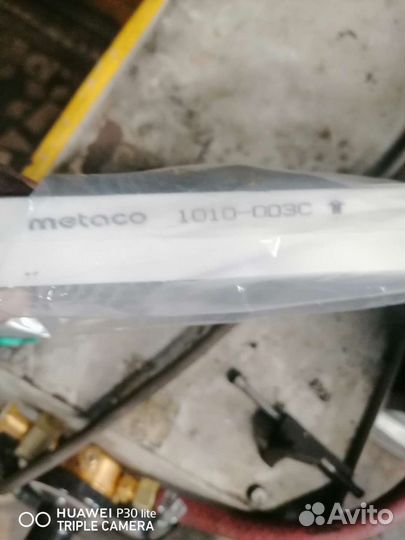 metaco 1010-003C
HUAWEI P30 lite
TRIPLE CAMERA
Avito